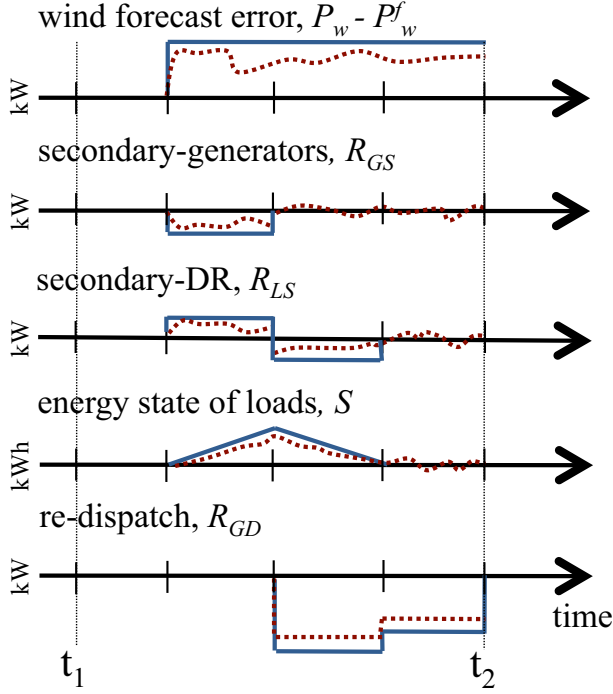 wind forecast error, P_w - P_w^f
kW
secondary-generators, R_GS
kW
secondary-DR, R_LS
kW
energy state of loads, S
kWh
re-dispatch, R_GD
kW
time
t_1
t_2